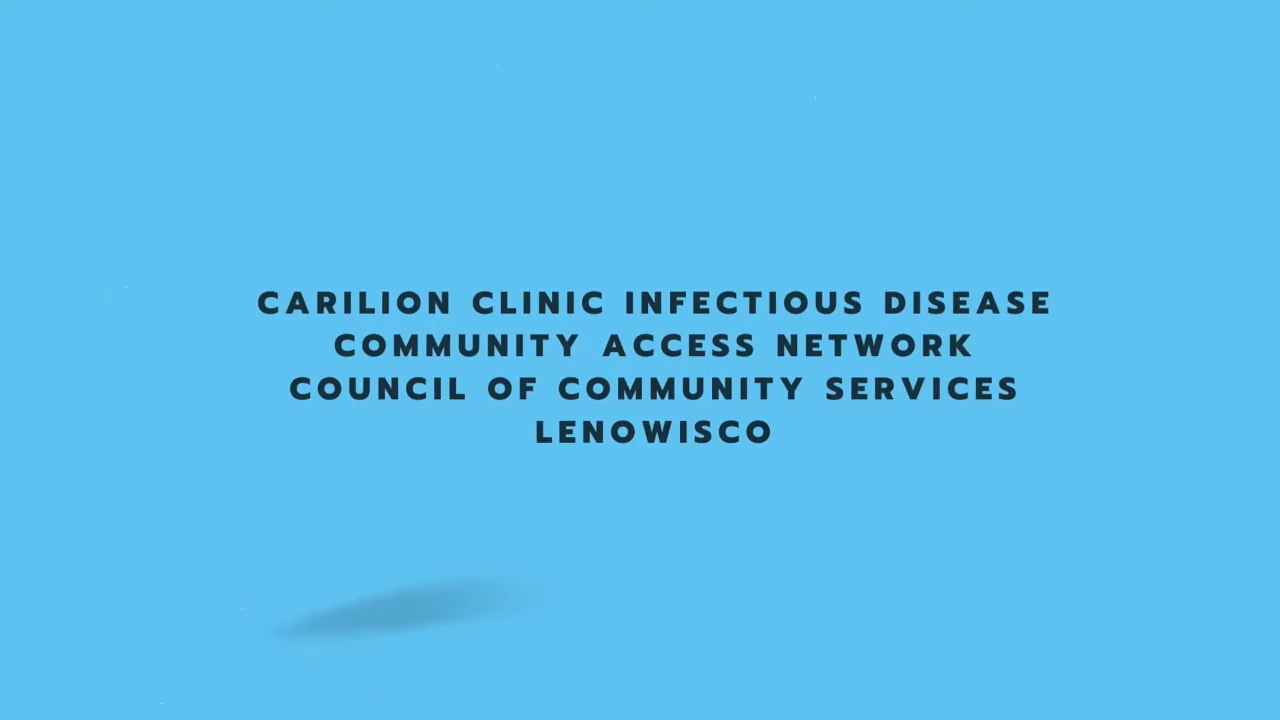 CARILION CLINIC INFECTIOUS DISEASE
COMMUNITY ACCESS NETWORK
COUNCIL OF COMMUNITY SERVICES
LENOWISCO